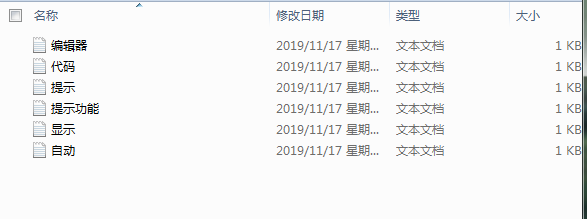 名称 修改日期 类型 大小
编辑器 2019/11/17 星期... 文本文档 1 KB
代码 2019/11/17 星期... 文本文档 1 KB
提示 2019/11/17 星期... 文本文档 1 KB
提示功能 2019/11/17 星期... 文本文档 1 KB
显示 2019/11/17 星期... 文本文档 1 KB
自动 2019/11/17 星期... 文本文档 1 KB